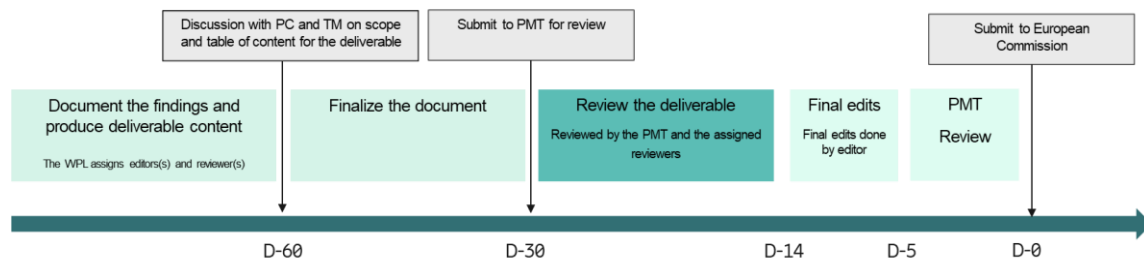 Discussion with PC and TM on scope
and table of content for the deliverable
Submit to PMT for review
Submit to European
Commission
Document the findings and
produce deliverable content
The WPL assigns editors(s) and reviewer(s)
Finalize the document
Review the deliverable
Reviewed by the PMT and the assigned
reviewers
Final edits
Final edits done
by editor
PMT
Review
D-60
D-30
D-14
D-5
D-0